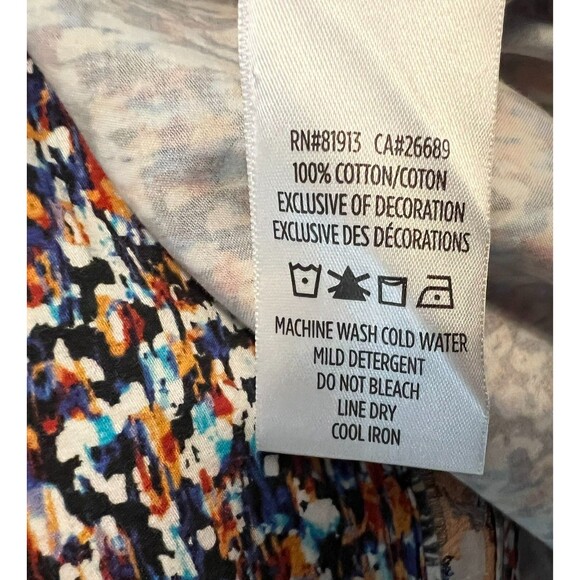 RN#81913 CA#26689
100% COTTON/COTON
EXCLUSIVE OF DECORATION
EXCLUSIVE DES DÉCORATIONS
MACHINE WASH COLD WATER
MILD DETERGENT
DO NOT BLEACH
LINE DRY
COOL IRON